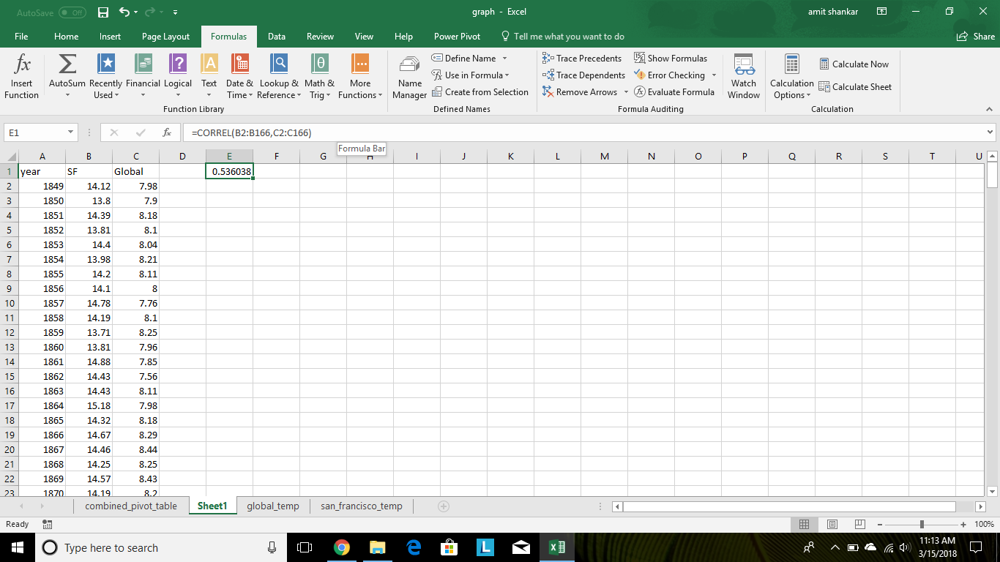 AutoSave Off graph - Excel amit shankar
File Home Insert Page Layout Formulas Data Review View Help Power Pivot Tell me what you want to do Share
fx Σ ? A θ
Insert Function AutoSum Recently Used Financial Logical Text Date & Time Lookup & Reference Math & Trig More Functions
Function Library
Name Manager
Define Name
Use in Formula
Create from Selection
Defined Names
Trace Precedents Show Formulas
Trace Dependents Error Checking
Remove Arrows Evaluate Formula
Watch Window
Formula Auditing
Calculation Options
Calculate Now
Calculate Sheet
Calculation
E1 fx =CORREL(B2:B166,C2:C166)
Formula Bar
A B C D E F G H I J K L M N O P Q R S T U
1 year SF Global 0.536038
2 1849 14.12 7.98
3 1850 13.8 7.9
4 1851 14.39 8.18
5 1852 13.81 8.1
6 1853 14.4 8.04
7 1854 13.98 8.21
8 1855 14.2 8.11
9 1856 14.1 8
10 1857 14.78 7.76
11 1858 14.19 8.1
12 1859 13.71 8.25
13 1860 13.81 7.96
14 1861 14.88 7.85
15 1862 14.43 7.56
16 1863 14.43 8.11
17 1864 15.18 7.98
18 1865 14.32 8.18
19 1866 14.67 8.29
20 1867 14.46 8.44
21 1868 14.25 8.25
22 1869 14.57 8.43
23 1870 14.19 8.2
combined_pivot_table Sheet1 global_temp san_francisco_temp
Ready 100%
Type here to search L 11:13 AM
3/15/2018